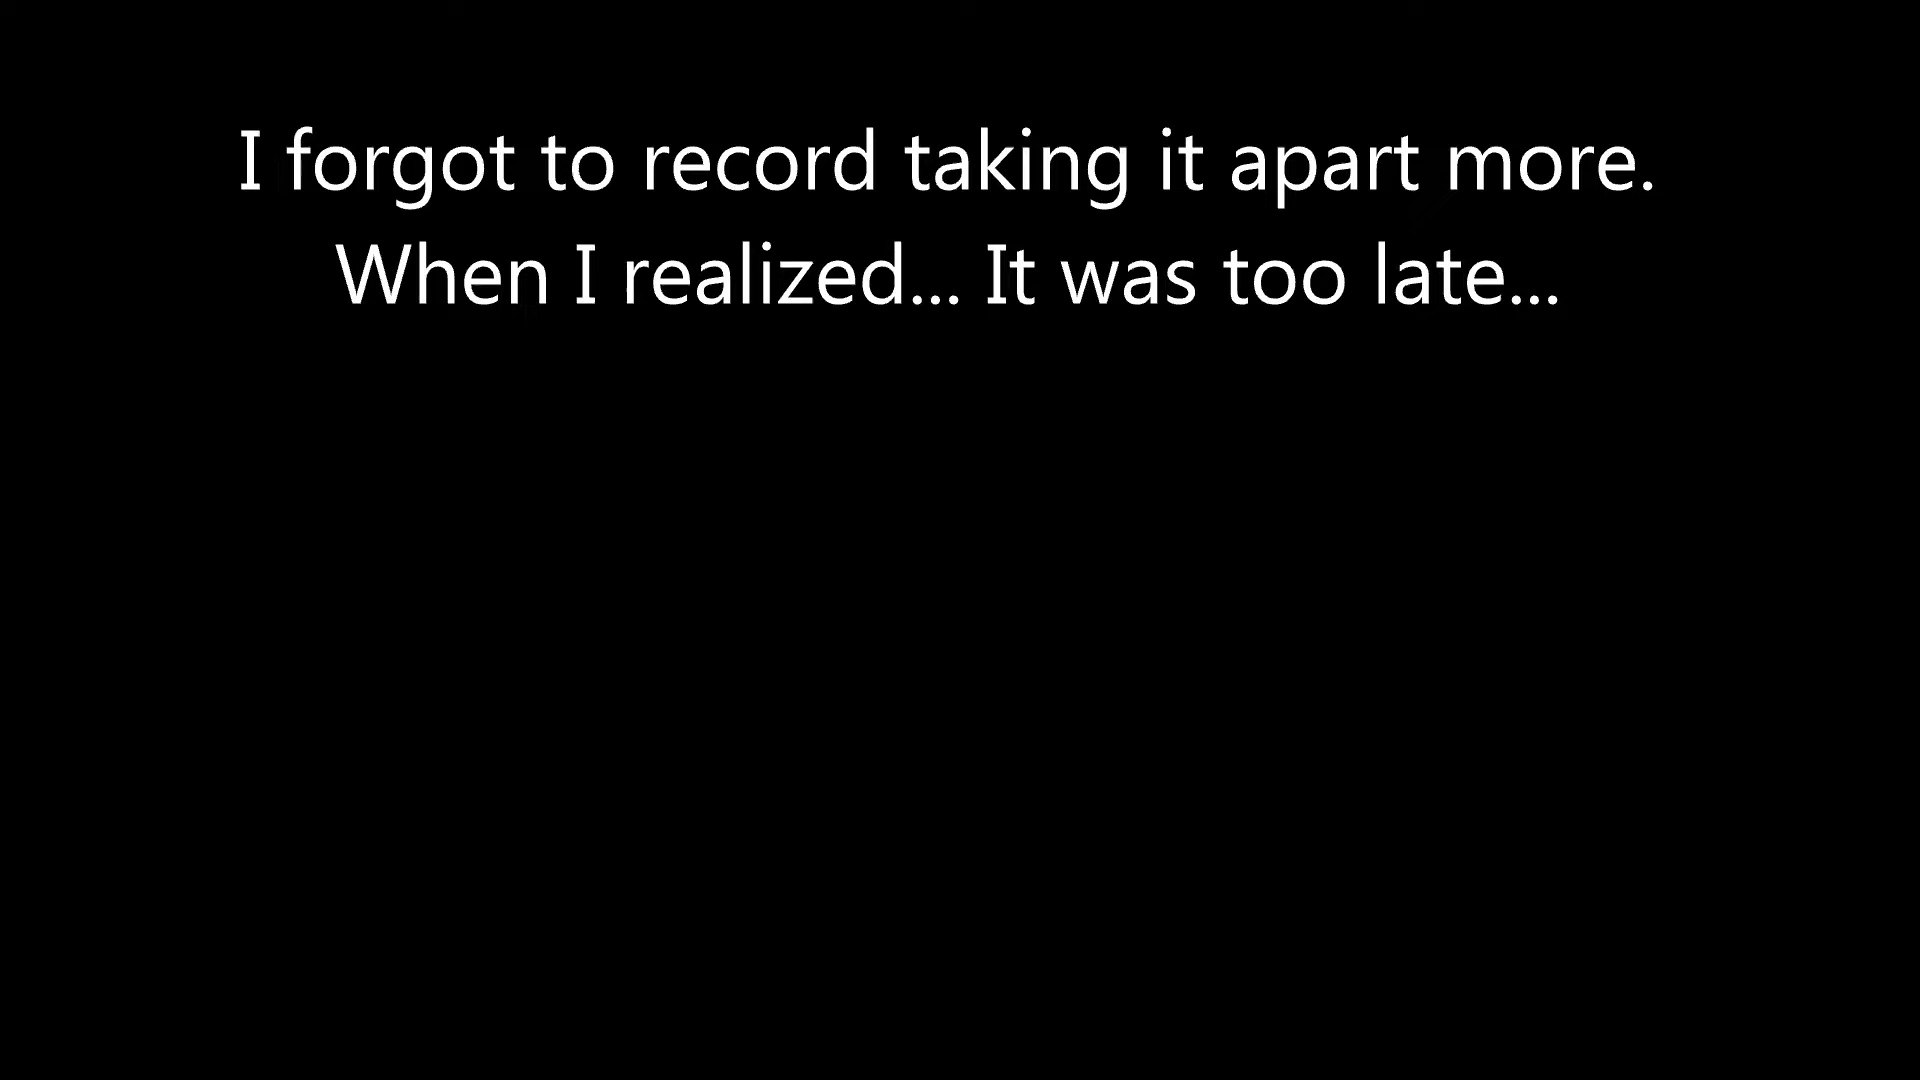 I forgot to record taking it apart more.
When I realized... It was too late...